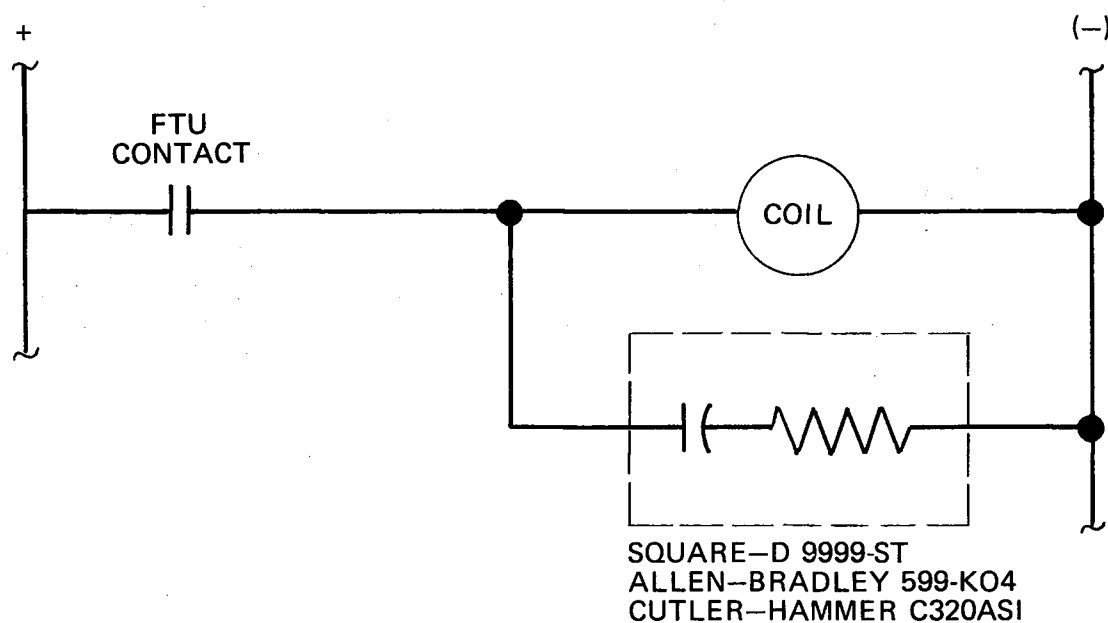 +
(—)
FTU
CONTACT
COIL
SQUARE—D 9999-ST
ALLEN—BRADLEY 599-KO4
CUTLER—HAMMER C320ASI